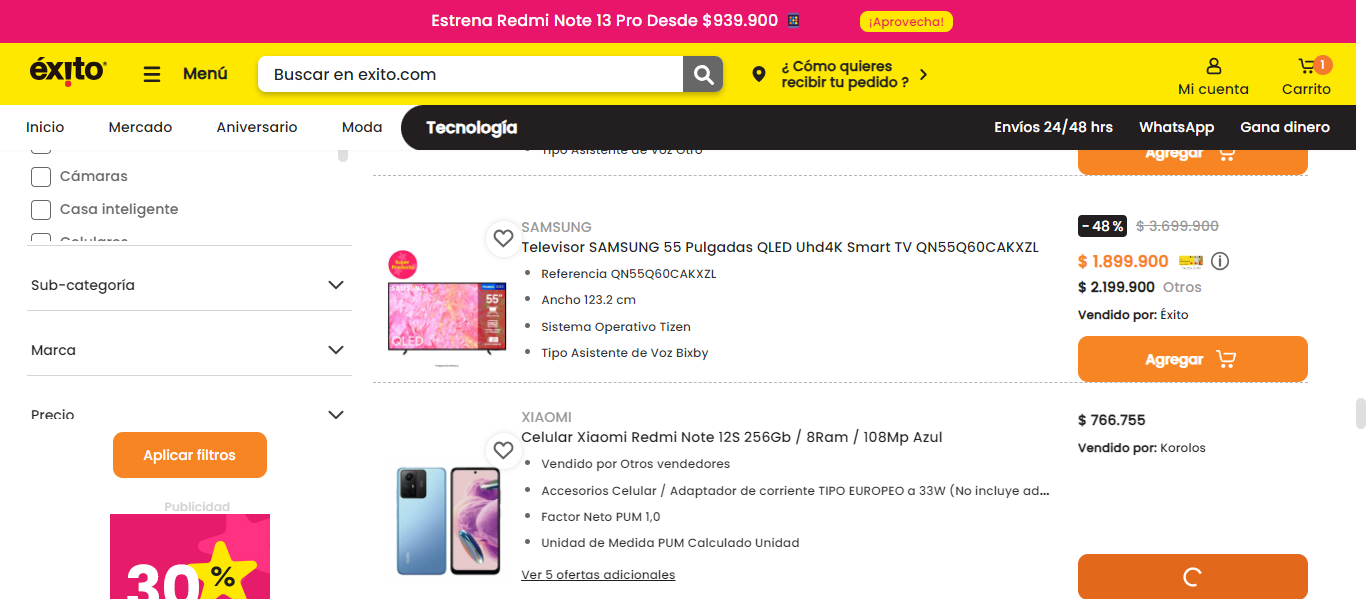 Estrena Redmi Note 13 Pro Desde $939.900 ¡Aprovecha!
éxito
Menú
Buscar en exito.com
¿ Cómo quieres
recibir tu pedido ?
Mi cuenta
1
Carrito
Inicio Mercado Aniversario Moda Tecnología Envíos 24/48 hrs WhatsApp Gana dinero
Cámaras
Casa inteligente
Celulares
Sub-categoría
Marca
Precio
Aplicar filtros
Publicidad
30%
Tipo Asistente de Voz Otro
Agregar
SAMSUNG
Televisor SAMSUNG 55 Pulgadas QLED Uhd4K Smart TV QN55Q60CAKXZL
Referencia QN55Q60CAKXZL
Ancho 123.2 cm
Sistema Operativo Tizen
Tipo Asistente de Voz Bixby
Super Producto
SAMSUNG
55"
QLED
- 48 % $ 3.699.900
$ 1.899.900
$ 2.199.900 Otros
Vendido por: Éxito
Agregar
XIAOMI
Celular Xiaomi Redmi Note 12S 256Gb / 8Ram / 108Mp Azul
Vendido por Otros vendedores
Accesorios Celular / Adaptador de corriente TIPO EUROPEO a 33W (No incluye ad...
Factor Neto PUM 1,0
Unidad de Medida PUM Calculado Unidad
Ver 5 ofertas adicionales
$ 766.755
Vendido por: Korolos